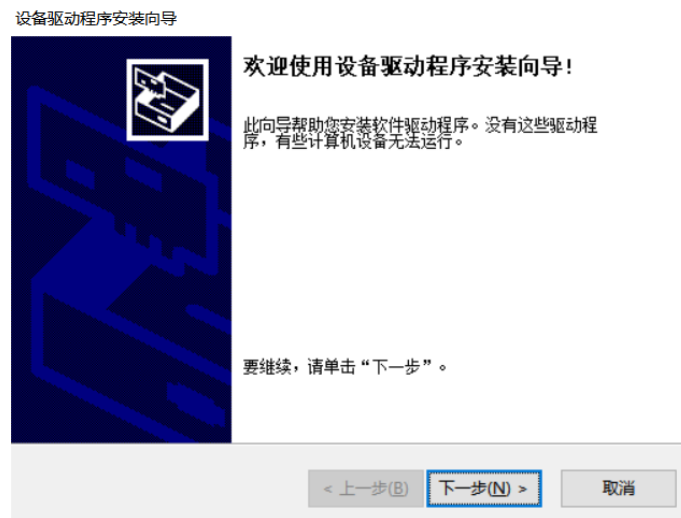 设备驱动程序安装向导
欢迎使用设备驱动程序安装向导!
此向导帮助您安装软件驱动程序。没有这些驱动程
序，有些计算机设备无法运行。
要继续，请单击“下一步”。
< 上一步(B)
下一步(N) >
取消